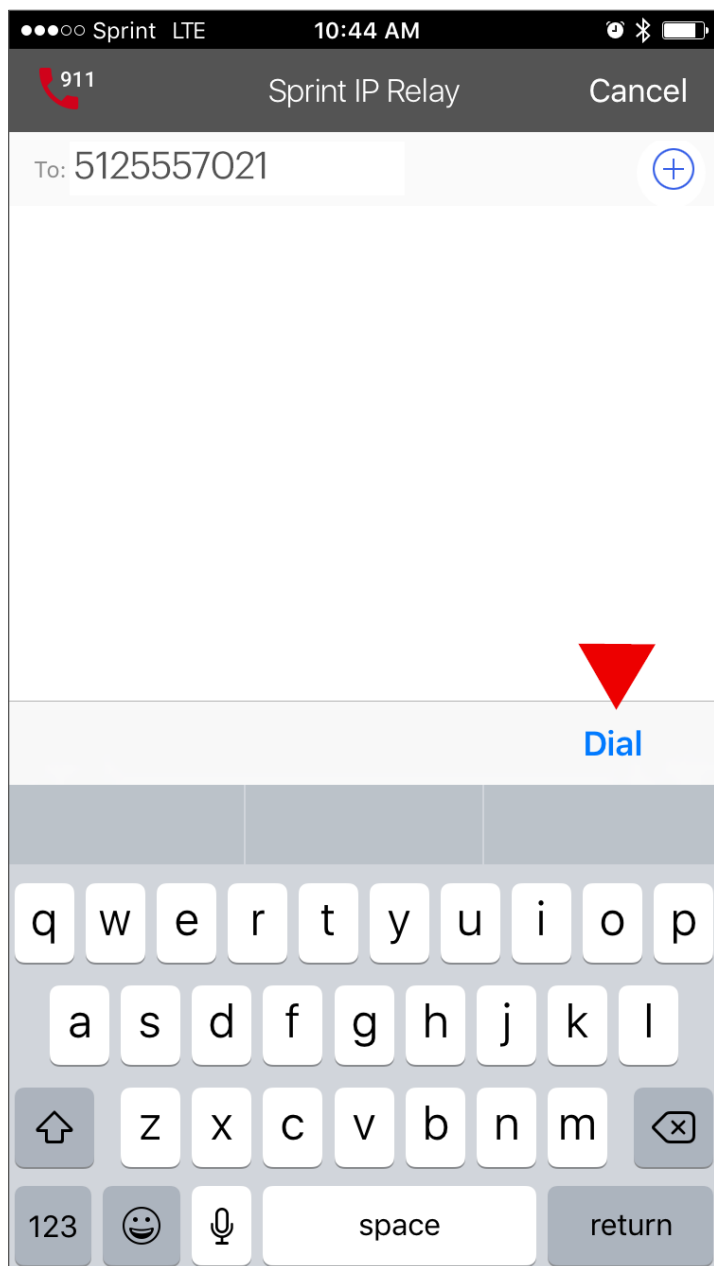 Sprint LTE 10:44 AM
911 Sprint IP Relay Cancel
To: 5125557021
Dial
q w e r t y u i o p
a s d f g h j k l
z x c v b n m
123 space return